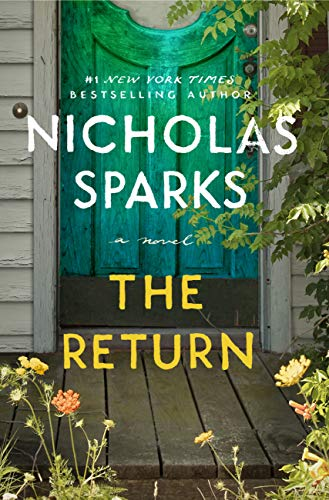 #1 NEW YORK TIMES
BESTSELLING AUTHOR
NICHOLAS
SPARKS
a novel
THE
RETURN